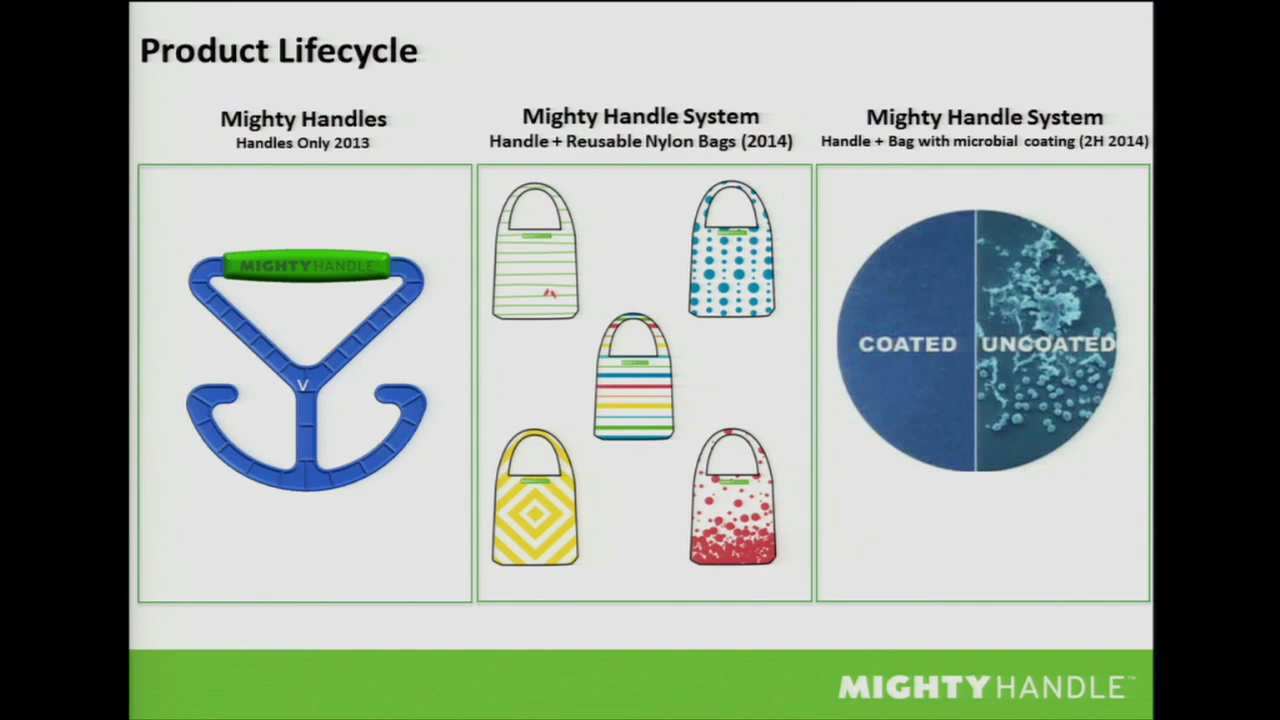 Product Lifecycle
Mighty Handles
Handles Only 2013
MIGHTYHANDLE
V
Mighty Handle System
Handle + Reusable Nylon Bags (2014)
Mighty Handle System
Handle + Bag with microbial coating (2H 2014)
COATED UNCOATED
MIGHTYHANDLE™